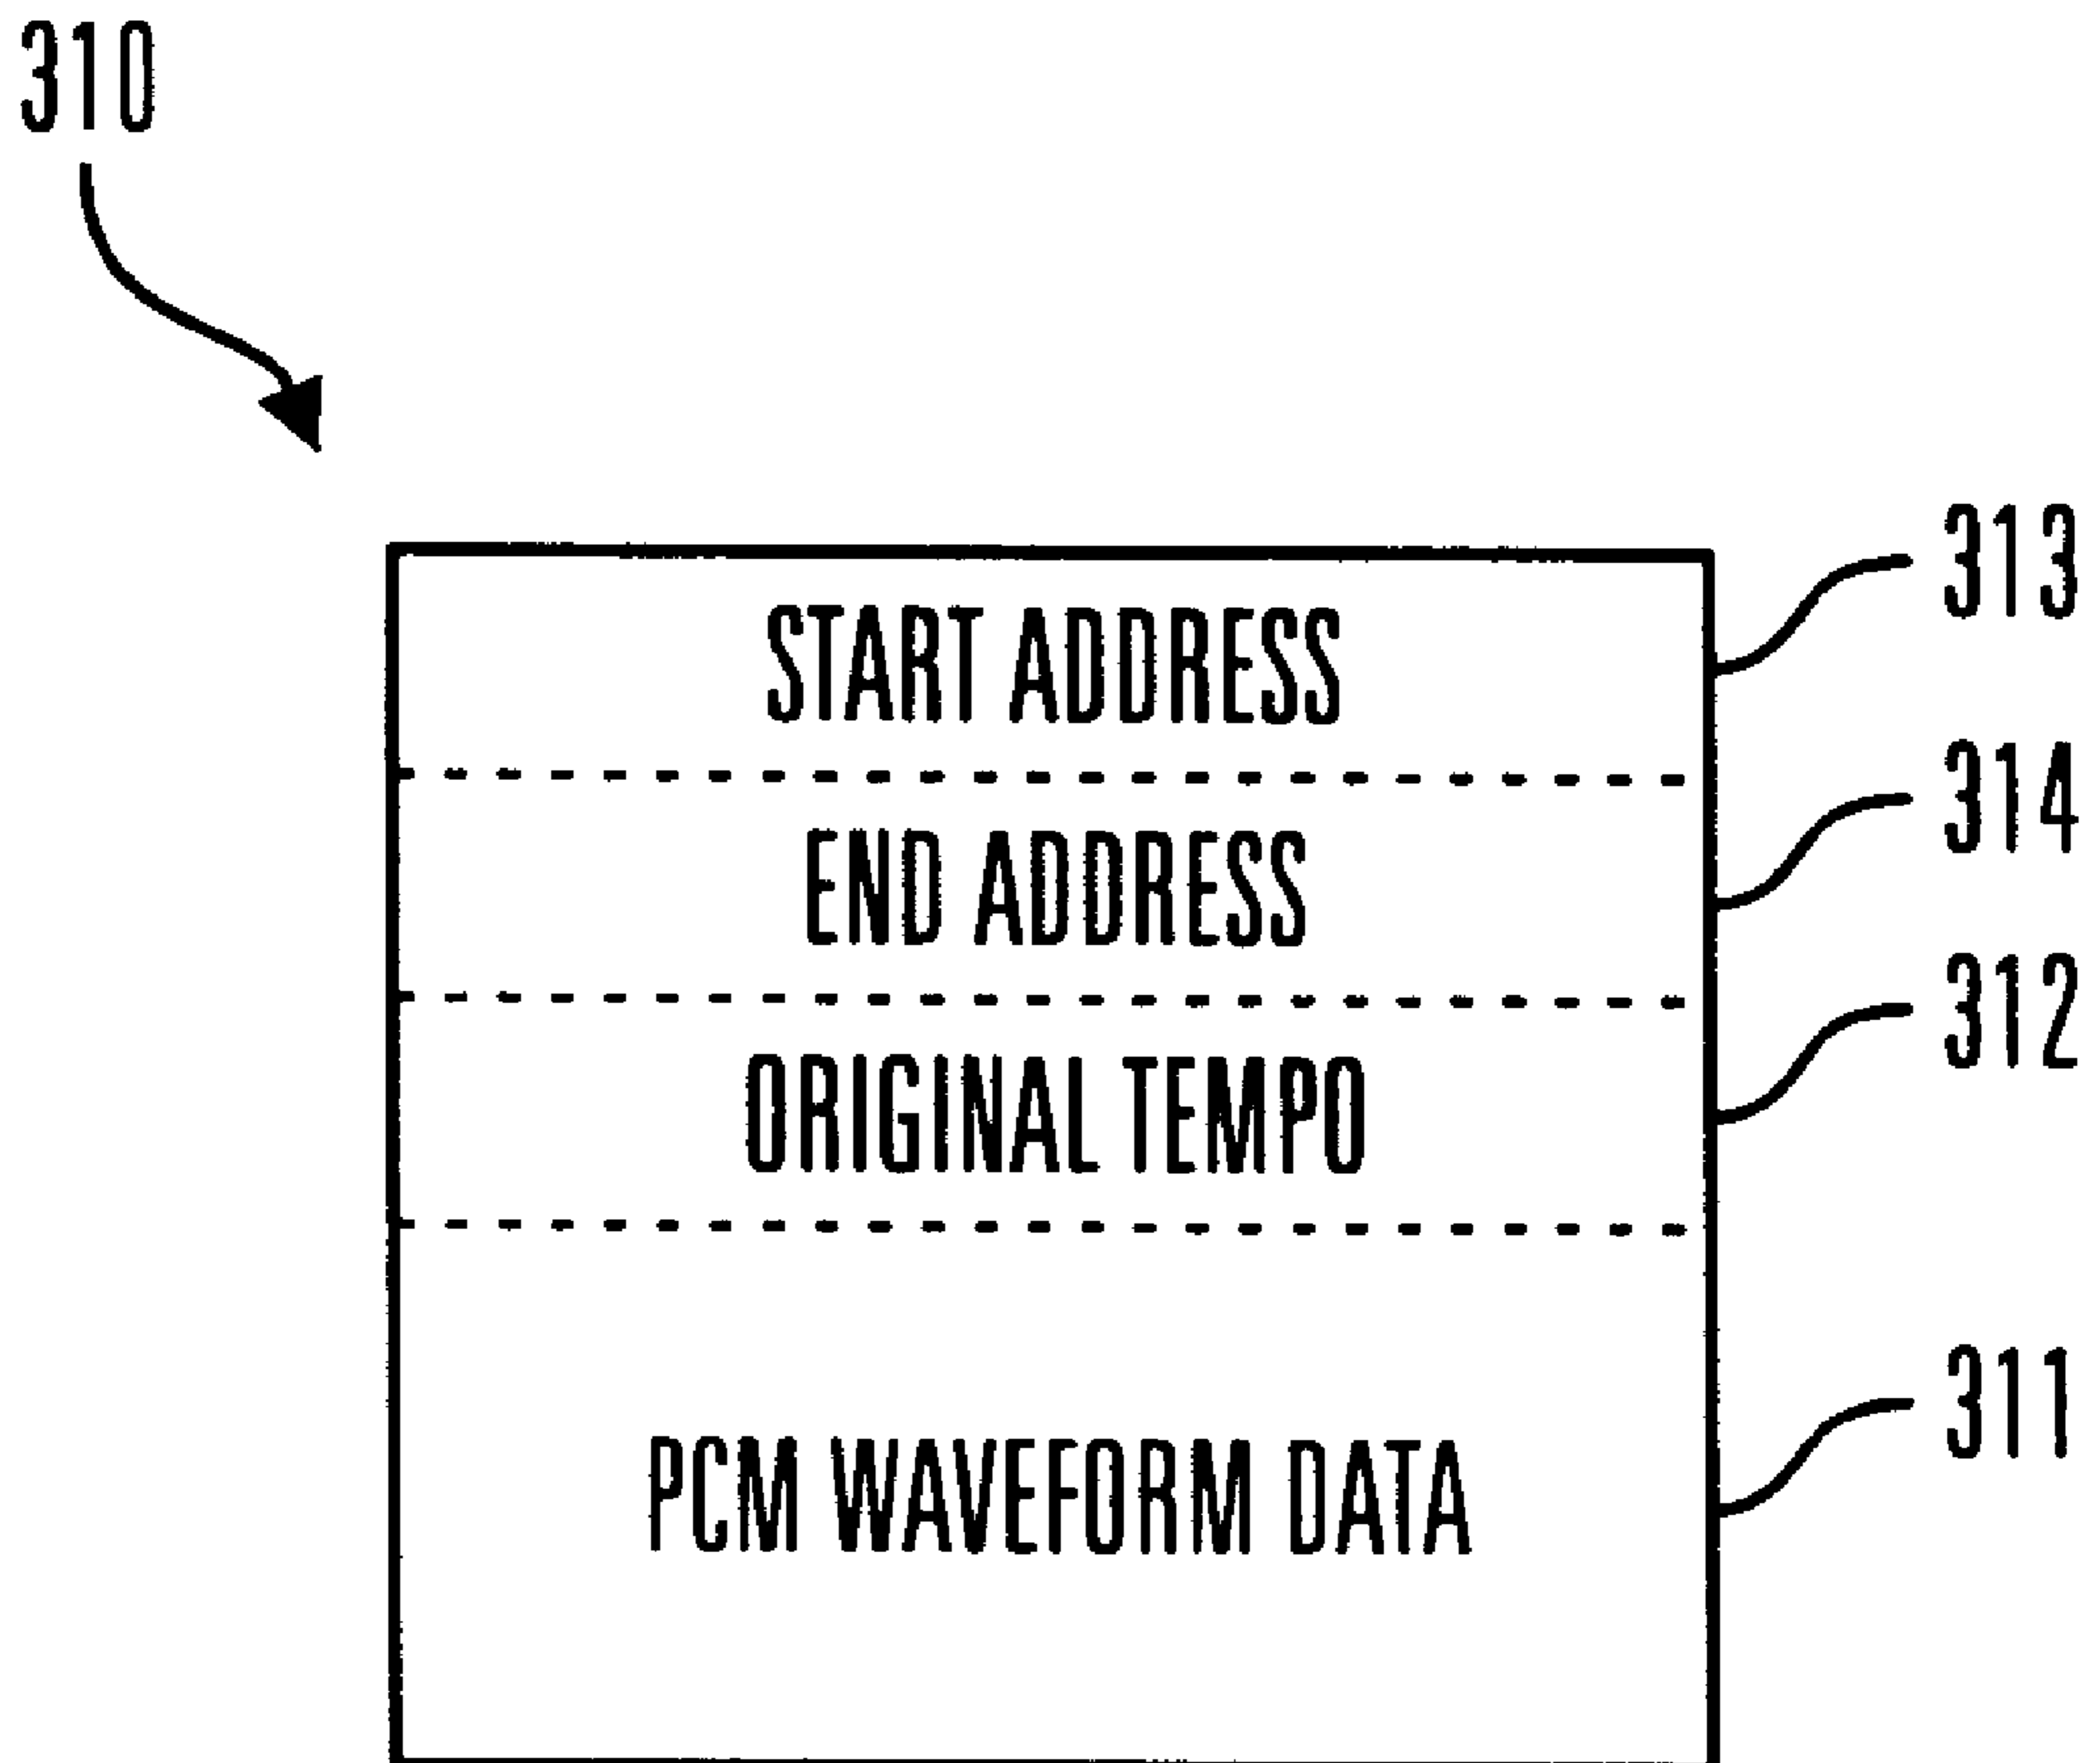 310
START ADDRESS 313
END ADDRESS 314
ORIGINAL TEMPO 312
PCM WAVEFORM DATA 311